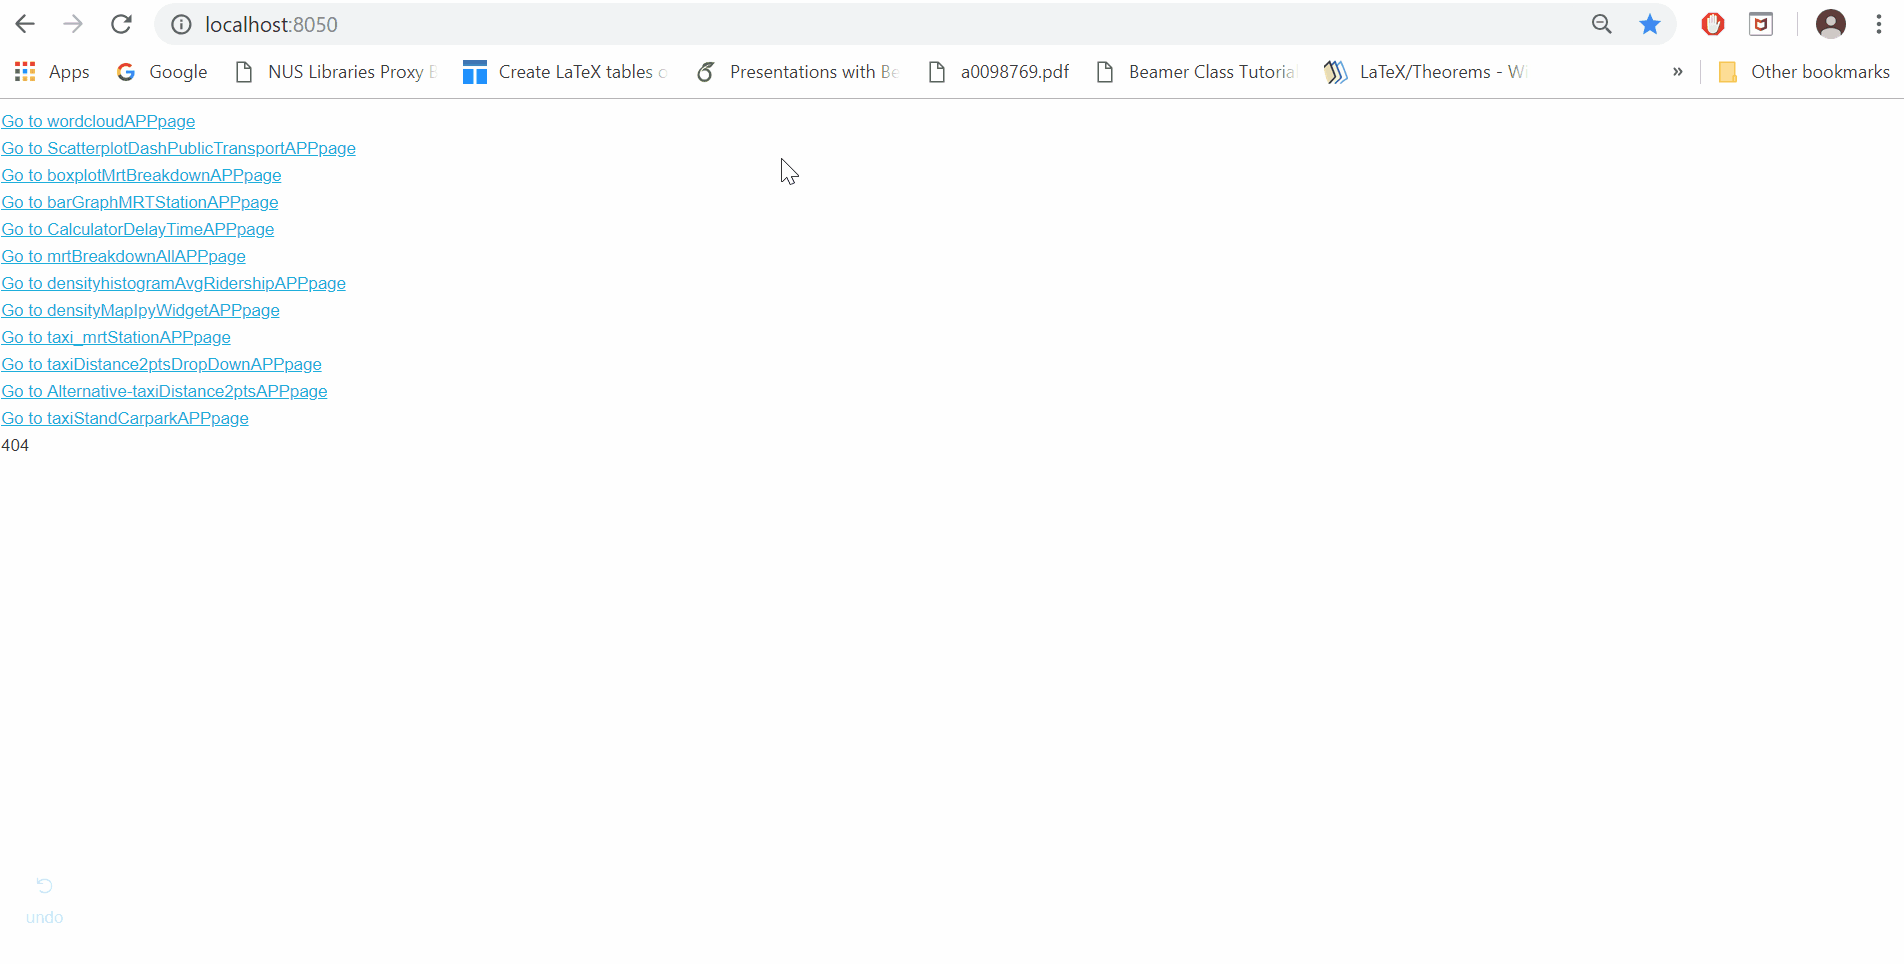 localhost:8050
Apps Google NUS Libraries Proxy Create LaTeX tables Presentations with a0098769.pdf Beamer Class Tutoria LaTeX/Theorems - » Other bookmarks
Go to wordcloudAPPpage
Go to ScatterplotDashPublicTransportAPPpage
Go to boxplotMrtBreakdownAPPpage
Go to barGraphMRTStationAPPpage
Go to CalculatorDelayTimeAPPpage
Go to mrtBreakdownAllAPPpage
Go to densityhistogramAvgRidershipAPPpage
Go to densityMapIpyWidgetAPPpage
Go to taxi_mrtStationAPPpage
Go to taxiDistance2ptsDropDownAPPpage
Go to Alternative-taxiDistance2ptsAPPpage
Go to taxiStandCarparkAPPpage
404
undo